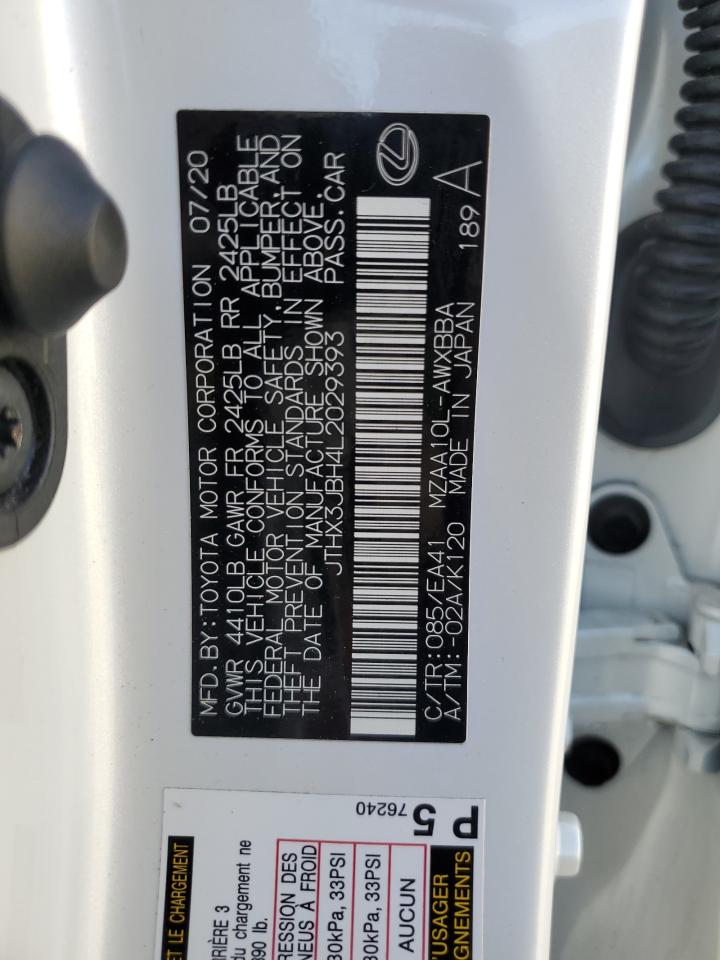 MFD. BY: TOYOTA MOTOR CORPORATION 07/20
GVWR 4410LB GAWR FR 2425LB RR 2425LB
THIS VEHICLE CONFORMS TO ALL APPLICABLE
FEDERAL MOTOR VEHICLE SAFETY, BUMPER, AND
THEFT PREVENTION STANDARDS IN EFFECT ON
THE DATE OF MANUFACTURE SHOWN ABOVE.
JTHX3JBH4L2029393 PASS. CAR
C/TR: 085/EA41 MZAA10L-AWXBBA 189
A/TM: -02A/K120 MADE IN JAPAN A
P5
76240
ET LE CHARGEMENT
RRIÈRE 3
du chargement ne
890 lb.
RESSION DES
NEUS À FROID
30kPa, 33PSI
30kPa, 33PSI
AUCUN
D'USAGER
GNEMENTS